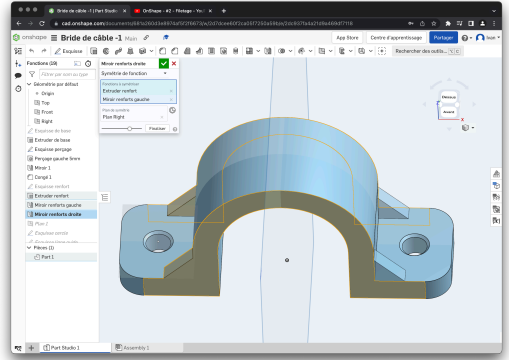 Bride de câble -1 | Part Studio
OnShape - #2 - Filetage - You
cad.onshape.com
onshape Bride de câble -1 Main
App Store
Centre d'apprentissage
Partager
Esquisse
Rechercher des outils...
Fonctions (15)
Filtrer par nom ou type
Géométrie par défaut
Origin
Top
Front
Right
Esquisse de base
Extruder de base
Esquisse perçage
Perçage gauche 5mm
Miroir 1
Congé 1
Esquisse renfort
Extruder renfort
Miroir renforts gauche
Miroir renforts droite
Plan 1
Pièces (1)
Part 1
Miroir renforts droite
Symétrie de fonction
Fonctions à symétriser
Extruder renfort
Miroir renforts gauche
Plan de symétrie
Plan Right
Finaliser
Dessus
Avant
Part Studio 1
Assembly 1